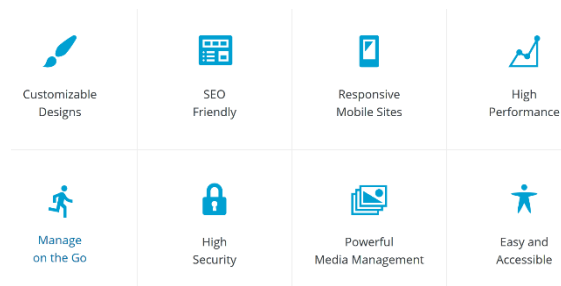 Customizable
Designs
SEO
Friendly
Responsive
Mobile Sites
High
Performance
Manage
on the Go
High
Security
Powerful
Media Management
Easy and
Accessible